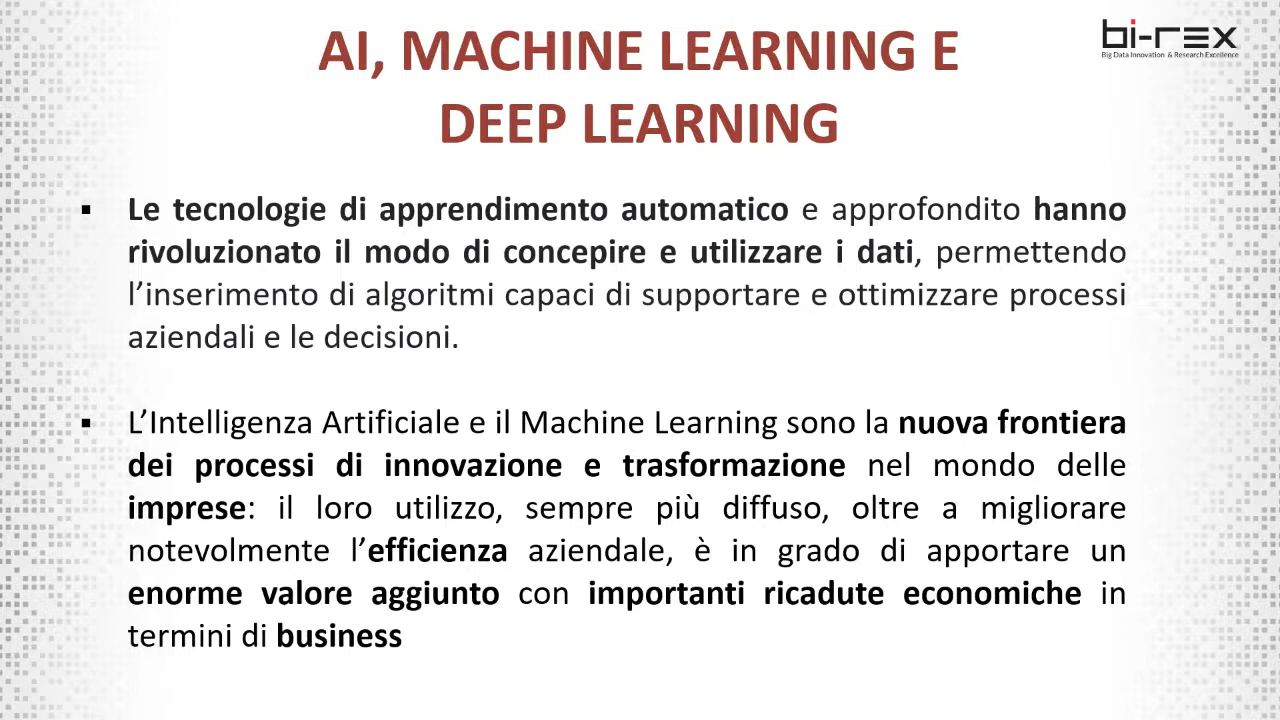 AI, MACHINE LEARNING E
DEEP LEARNING
bi-rex
Big Data Innovation & Research Excellence
▪ Le tecnologie di apprendimento automatico e approfondito hanno
rivoluzionato il modo di concepire e utilizzare i dati, permettendo
l’inserimento di algoritmi capaci di supportare e ottimizzare processi
aziendali e le decisioni.
▪ L’Intelligenza Artificiale e il Machine Learning sono la nuova frontiera
dei processi di innovazione e trasformazione nel mondo delle
imprese: il loro utilizzo, sempre più diffuso, oltre a migliorare
notevolmente l’efficienza aziendale, è in grado di apportare un
enorme valore aggiunto con importanti ricadute economiche in
termini di business